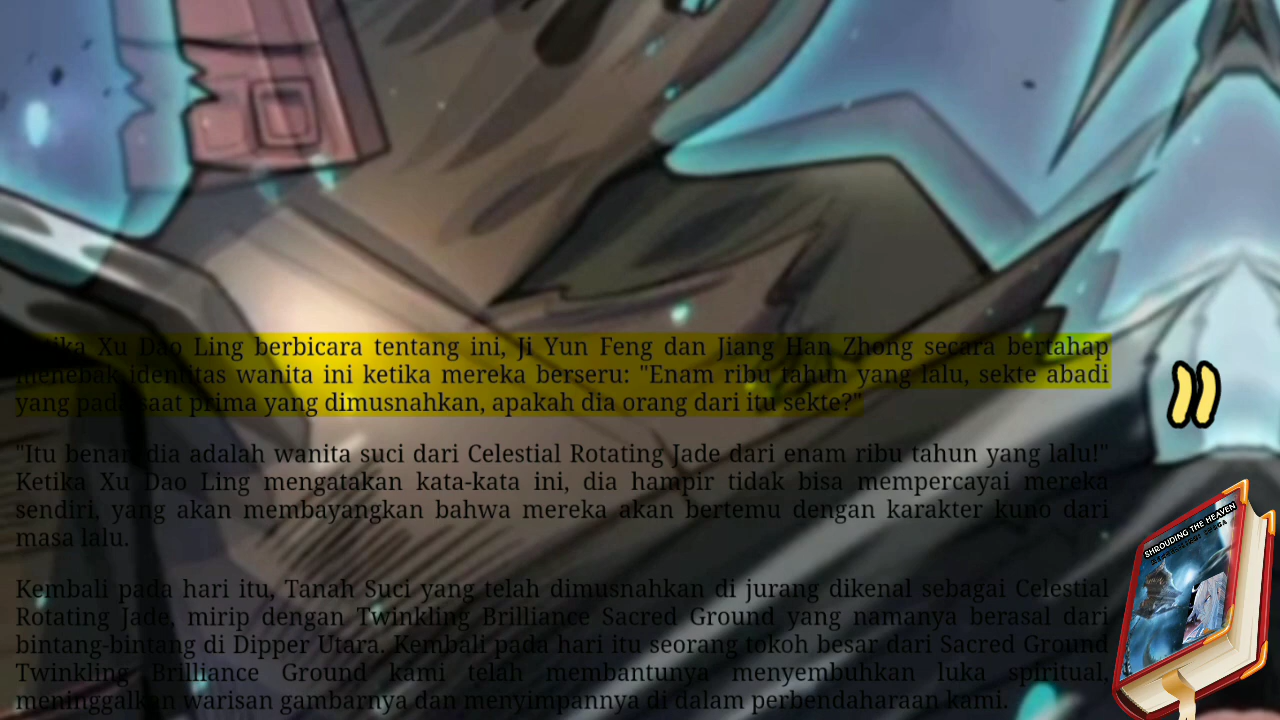 Ketika Xu Dao Ling berbicara tentang ini, Ji Yun Feng dan Jiang Han Zhong secara bertahap
menebak identitas wanita ini ketika mereka berseru: "Enam ribu tahun yang lalu, sekte abadi
yang pada saat prima yang dimusnahkan, apakah dia orang dari itu sekte?"
"Itu benar dia adalah wanita suci dari Celestial Rotating Jade dari enam ribu tahun yang lalu!"
Ketika Xu Dao Ling mengatakan kata-kata ini, dia hampir tidak bisa mempercayai mereka
sendiri, yang akan membayangkan bahwa mereka akan bertemu dengan karakter kuno dari
masa lalu.
Kembali pada hari itu, Tanah Suci yang telah dimusnahkan di jurang dikenal sebagai Celestial
Rotating Jade, mirip dengan Twinkling Brilliance Sacred Ground yang namanya berasal dari
bintang-bintang di Dipper Utara. Kembali pada hari itu seorang tokoh besar dari Sacred Ground
Twinkling Brilliance Ground kami telah membantunya menyembuhkan luka spiritual,
meninggalkan warisan gambarnya dan menyimpannya di dalam perbendaharaan kami.
SHROUDING THE HEAVEN